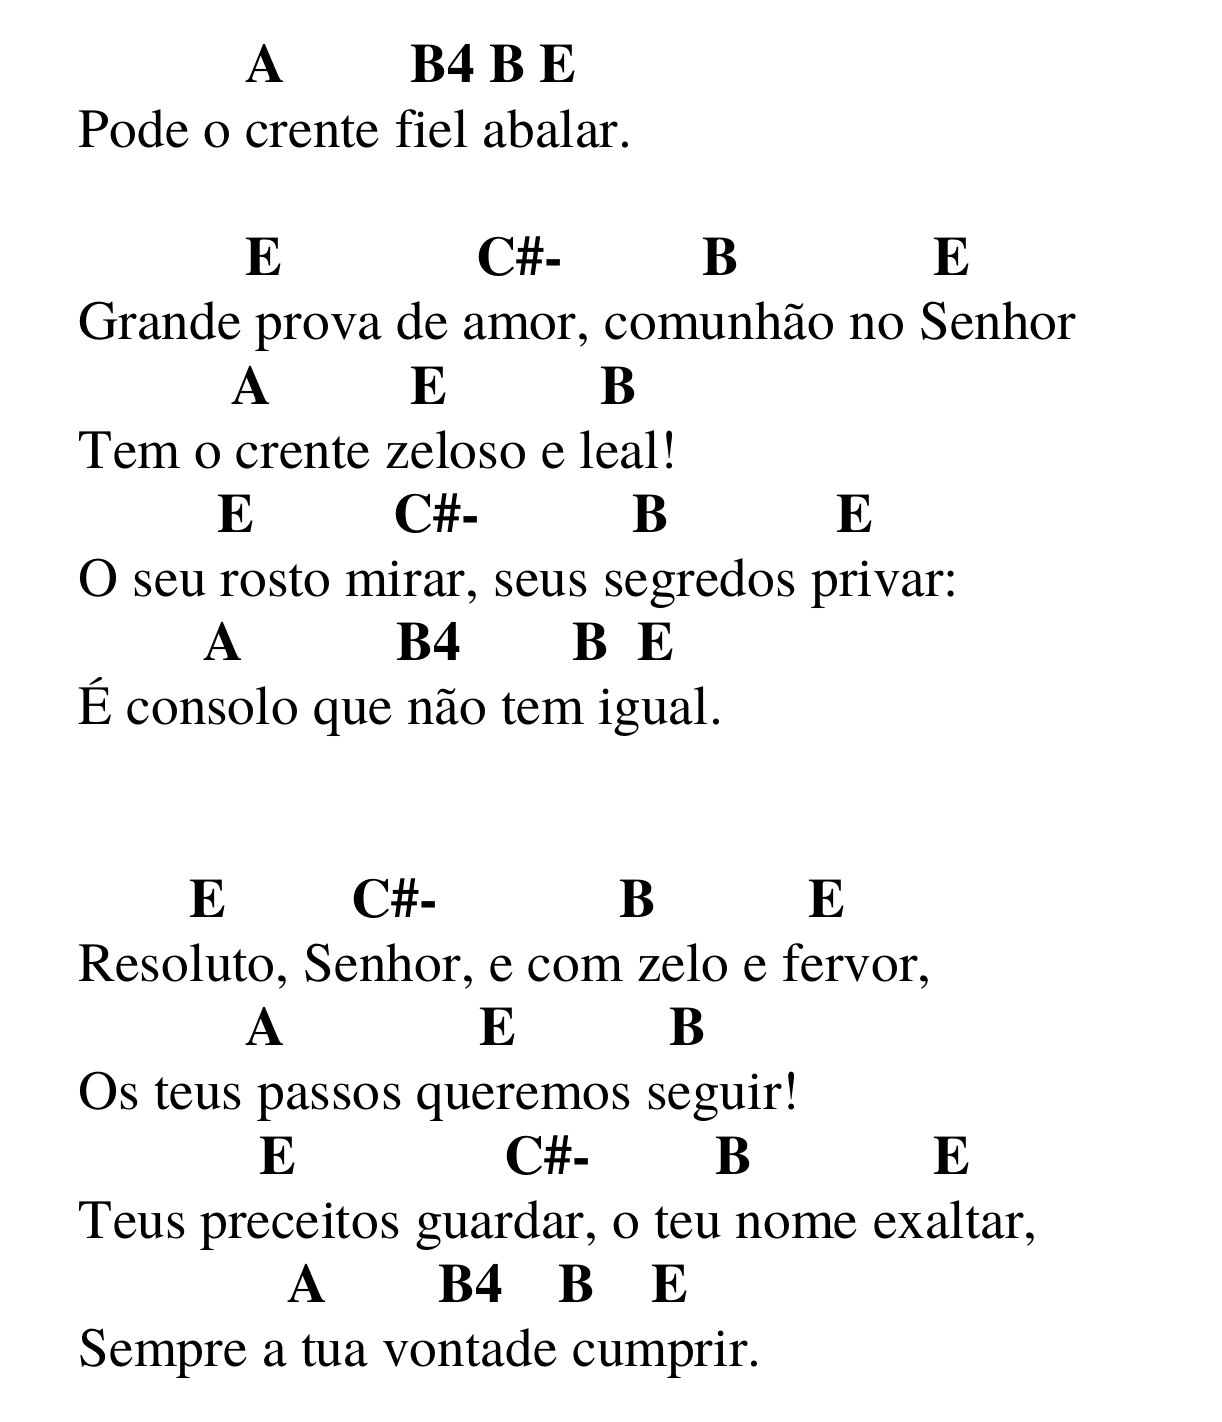 A B4 B E
Pode o crente fiel abalar.
E C#- B E
Grande prova de amor, comunhão no Senhor
A E B
Tem o crente zeloso e leal!
E C#- B E
O seu rosto mirar, seus segredos privar:
A B4 B E
É consolo que não tem igual.
E C#- B E
Resoluto, Senhor, e com zelo e fervor,
A E B
Os teus passos queremos seguir!
E C#- B E
Teus preceitos guardar, o teu nome exaltar,
A B4 B E
Sempre a tua vontade cumprir.